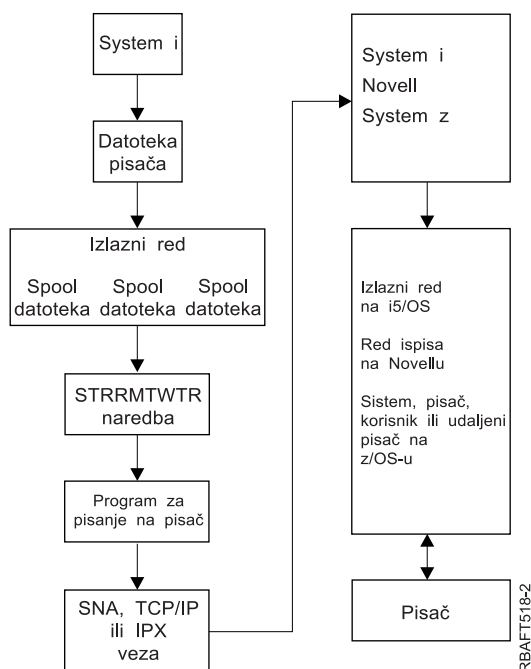 System i
Datoteka
pisača
Izlazni red
Spool Spool Spool
datoteka datoteka datoteka
STRRMTWTR
naredba
Program za
pisanje na pisač
SNA, TCP/IP
ili IPX
veza
System i
Novell
System z
Izlazni red
na i5/OS
Red ispisa
na Novellu
Sistem, pisač,
korisnik ili udaljeni
pisač na
z/OS-u
Pisač
RBAFT518-2